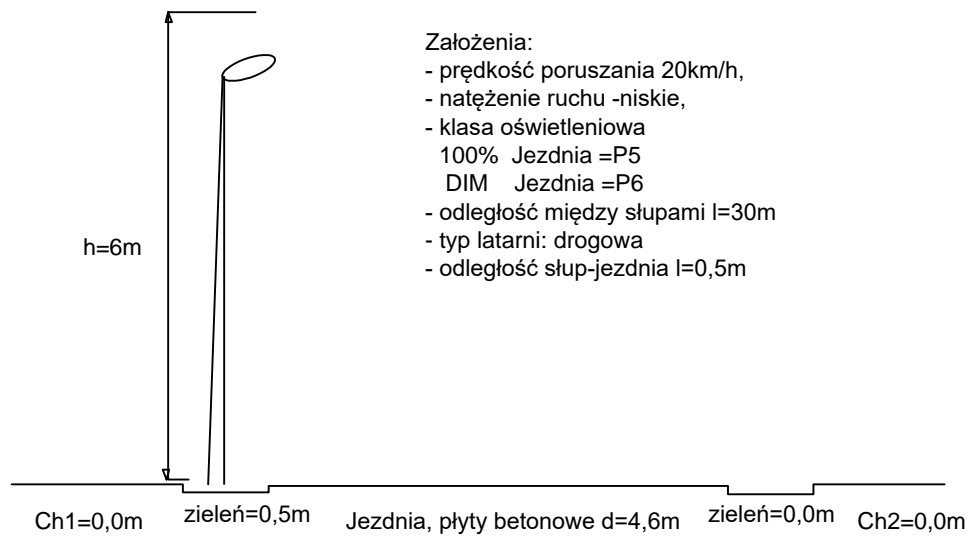 Założenia:
- prędkość poruszania 20km/h,
- natężenie ruchu -niskie,
- klasa oświetleniowa
100% Jezdnia =P5
DIM Jezdnia =P6
- odległość między słupami l=30m
- typ latarni: drogowa
- odległość słup-jezdnia l=0,5m
h=6m
Ch1=0,0m
zieleń=0,5m
Jezdnia, płyty betonowe d=4,6m
zieleń=0,0m
Ch2=0,0m